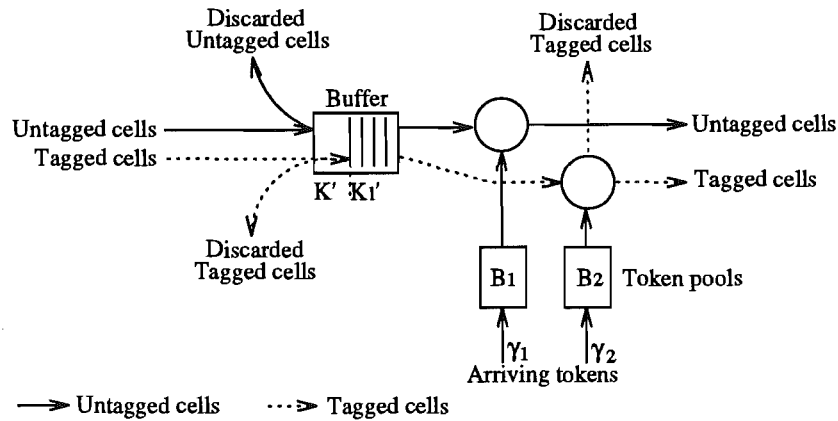 Discarded
Untagged cells
Discarded
Tagged cells
Buffer
Untagged cells
Untagged cells
Tagged cells
Tagged cells
K' K1'
Discarded
Tagged cells
B1
B2
Token pools
γ1
γ2
Arriving tokens
Untagged cells
Tagged cells